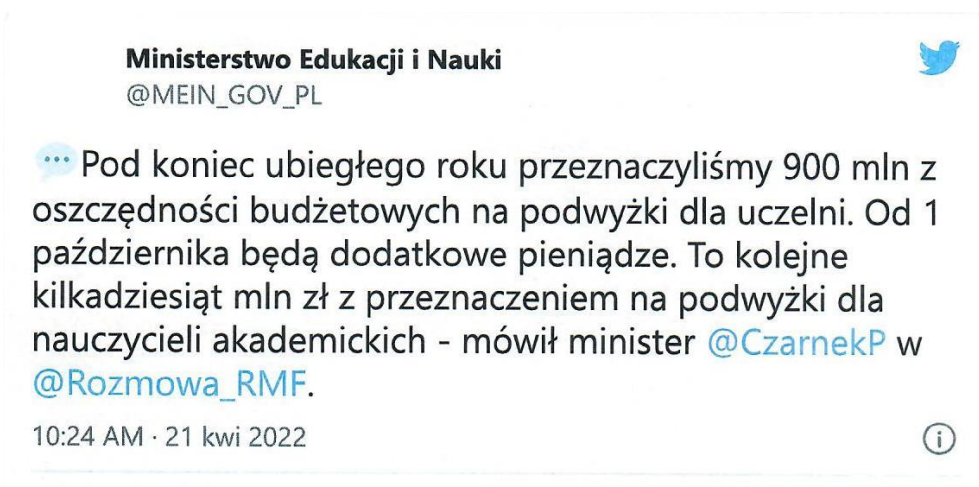 Ministerstwo Edukacji i Nauki
@MEIN_GOV_PL
💬Pod koniec ubiegłego roku przeznaczyliśmy 900 mln z
oszczędności budżetowych na podwyżki dla uczelni. Od 1
października będą dodatkowe pieniądze. To kolejne
kilkadziesiąt mln zł z przeznaczeniem na podwyżki dla
nauczycieli akademickich - mówił minister @CzarnekP w
@Rozmowa_RMF.
10:24 AM · 21 kwi 2022